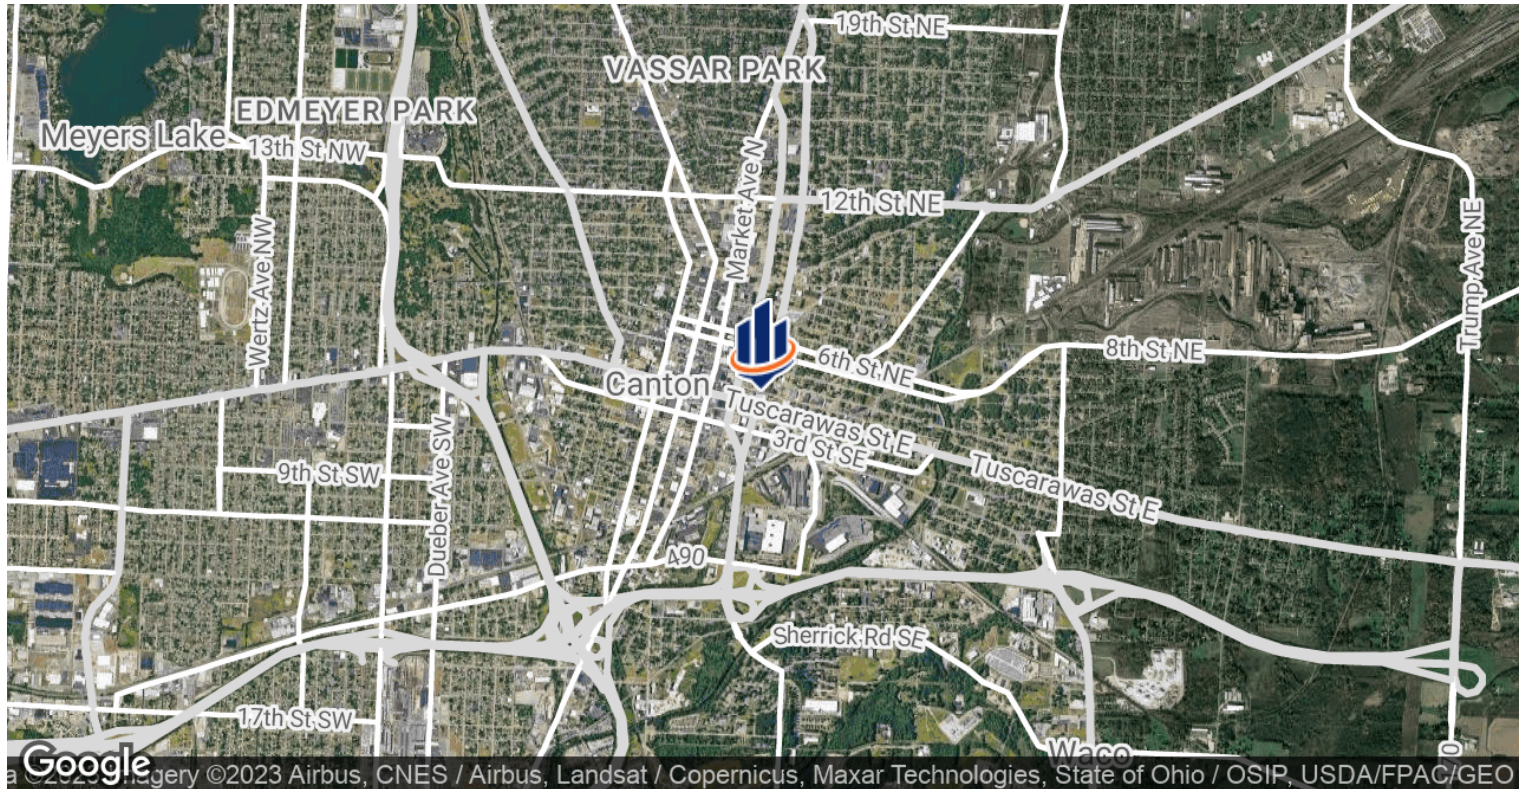 19th St NE
VASSAR PARK
EDMEYER PARK
Meyers Lake
13th St NW
Market Ave N
12th St NE
Wertz Ave NW
Trump Ave NE
8th St NE
6th St NE
Canton
Tuscarawas St E
3rd St SE
Tuscarawas St E
9th St SW
Dueber Ave SW
490
Sherrick Rd SE
17th St SW
Waco
Google
Imagery ©2023 Airbus, CNES / Airbus, Landsat / Copernicus, Maxar Technologies, State of Ohio / OSIP, USDA/FPAC/GEO